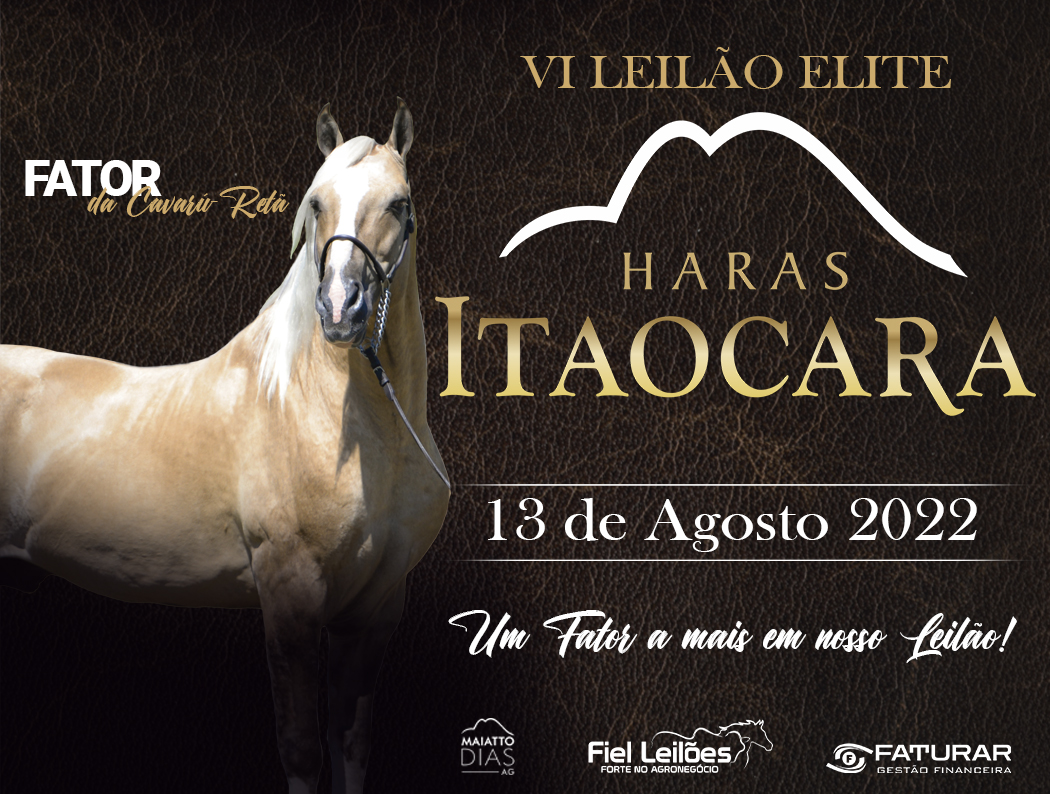 VI LEILÃO ELITE
FATOR
da Cavarú-Retã
HARAS
ITAOCARA
13 de Agosto 2022
Um Fator a mais em nosso Leilão!
MAIATTO
DIAS
AG
Fiel Leilões
FORTE NO AGRONEGÓCIO
F
FATURAR
GESTÃO FINANCEIRA